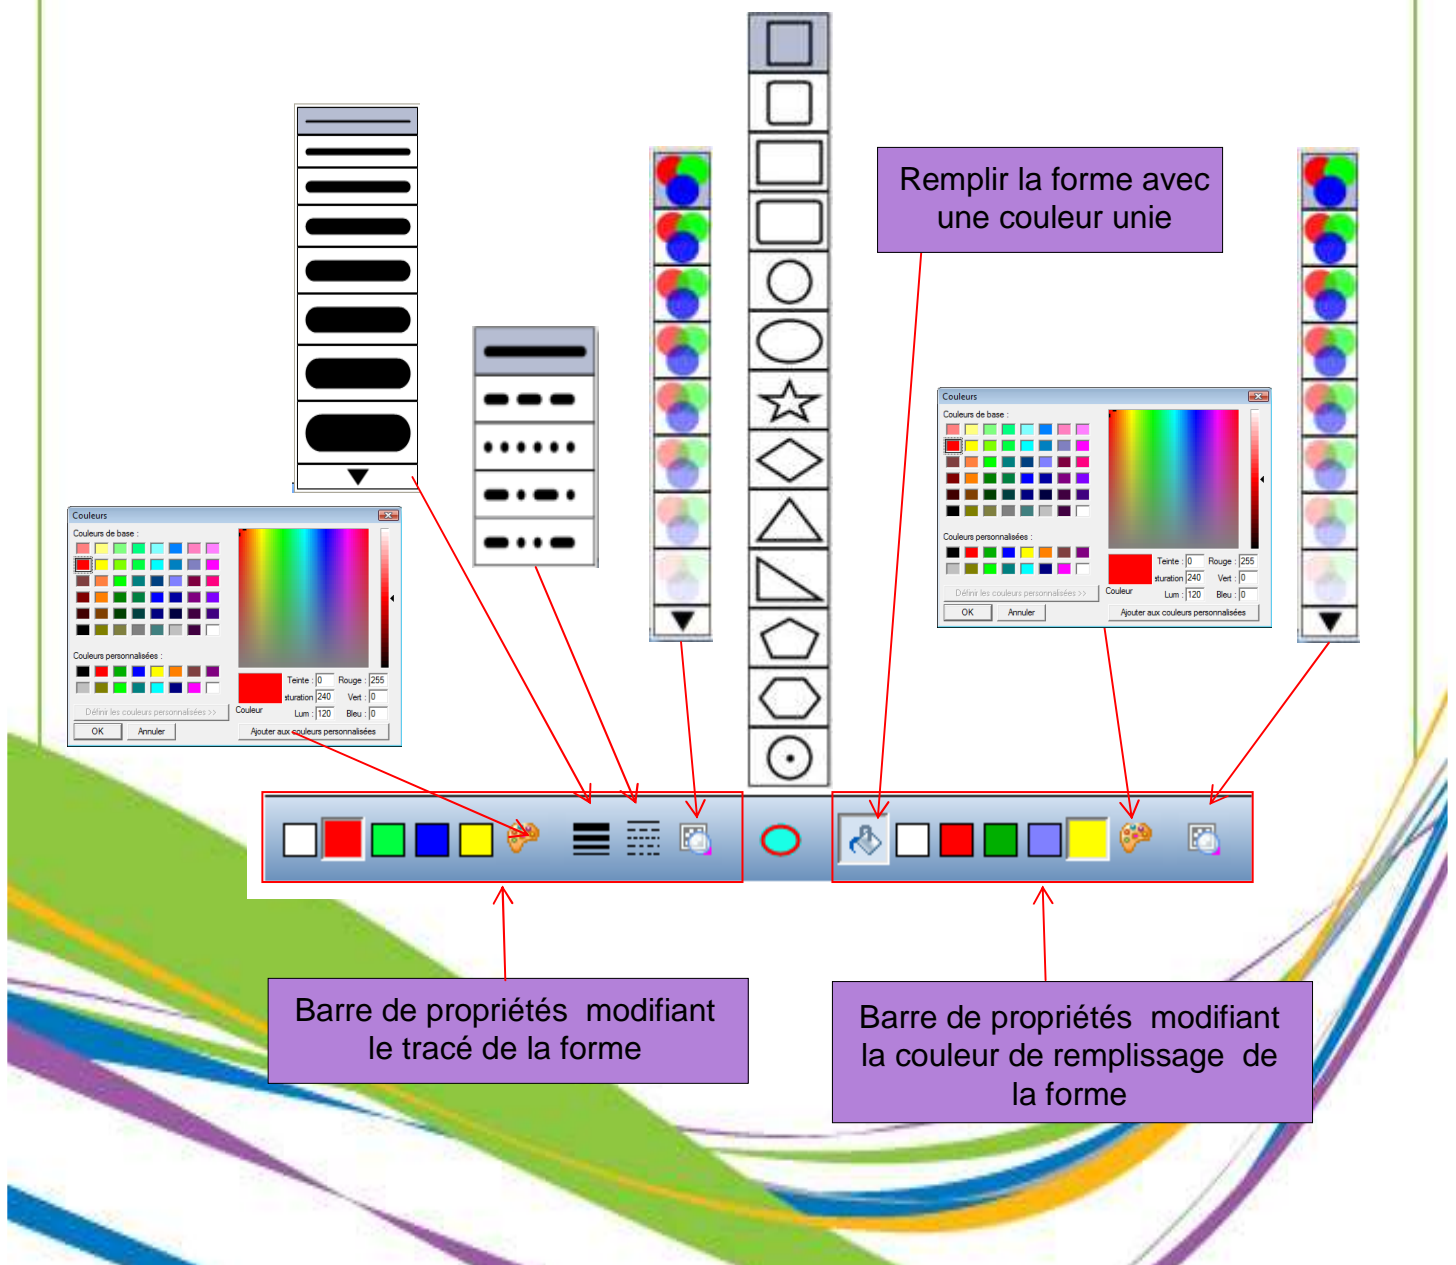 Remplir la forme avec
une couleur unie
Couleurs
Couleurs de base :
Couleurs personnalisées :
Définir les couleurs personnalisées >>
OK
Annuler
Couleur
Teinte : 0
Rouge : 255
sturation 240
Vert : 0
Lum : 120
Bleu : 0
Ajouter aux couleurs personnalisées
Couleurs
Couleurs de base :
Couleurs personnalisées :
Définir les couleurs personnalisées >>
OK
Annuler
Couleur
Teinte : 0
Rouge : 255
sturation 240
Vert : 0
Lum : 120
Bleu : 0
Ajouter aux couleurs personnalisées
Barre de propriétés modifiant
le tracé de la forme
Barre de propriétés modifiant
la couleur de remplissage de
la forme